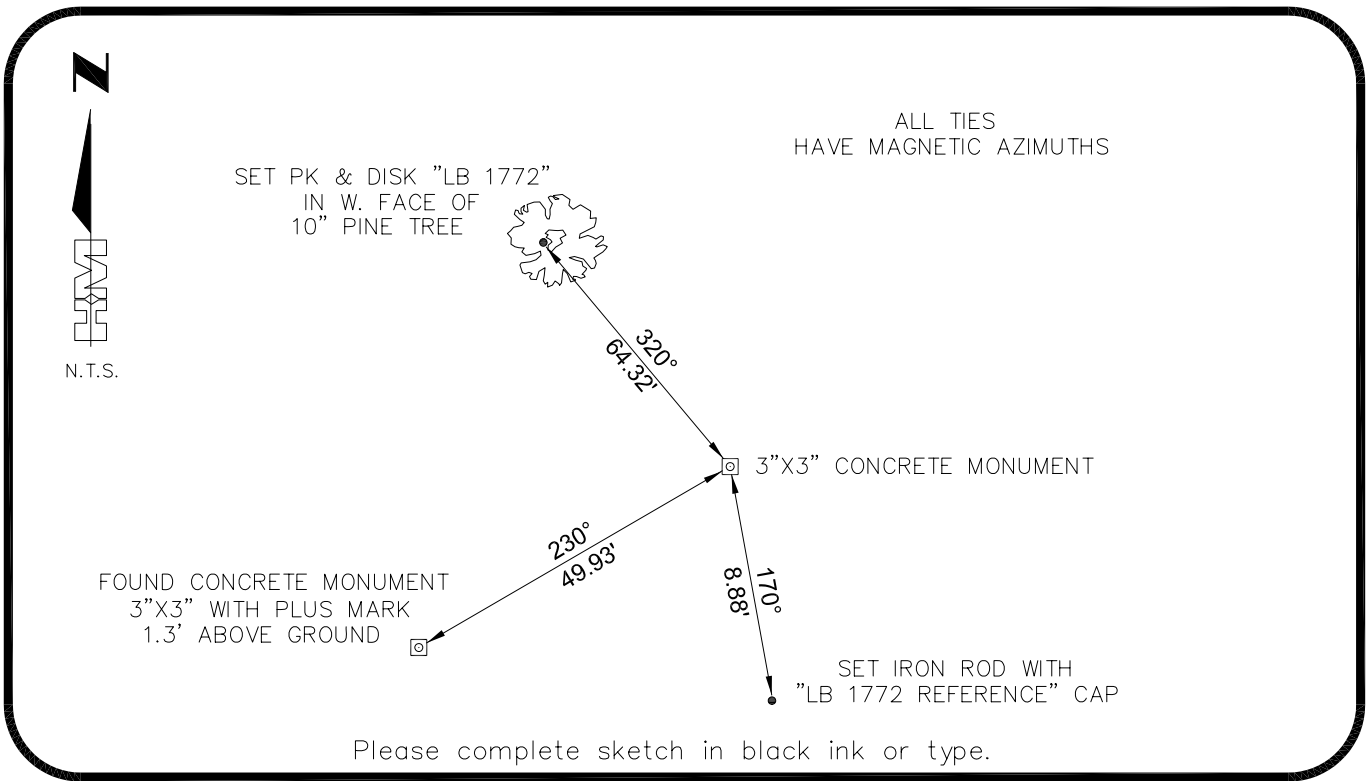 N
ALL TIES
HAVE MAGNETIC AZIMUTHS
SET PK & DISK "LB 1772"
IN W. FACE OF
10" PINE TREE
HM
N.T.S.
320°
64.32'
3"X3" CONCRETE MONUMENT
230°
49.93'
170°
8.88'
FOUND CONCRETE MONUMENT
3"X3" WITH PLUS MARK
1.3' ABOVE GROUND
SET IRON ROD WITH
"LB 1772 REFERENCE" CAP
Please complete sketch in black ink or type.